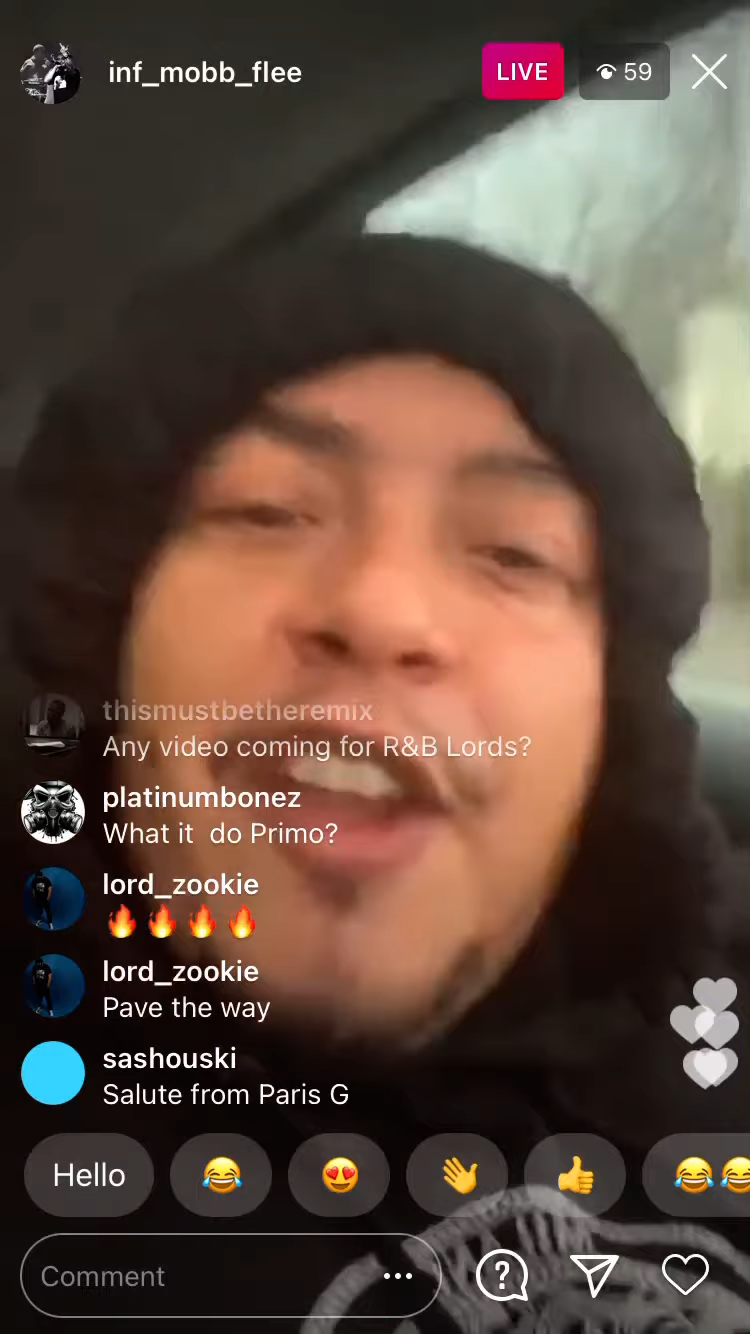 inf_mobb_flee
LIVE
59
thismustbetheremix
Any video coming for R&B Lords?
platinumbonez
What it  do Primo?
lord_zookie
🔥🔥🔥🔥
lord_zookie
Pave the way
sashouski
Salute from Paris G
Hello
Comment